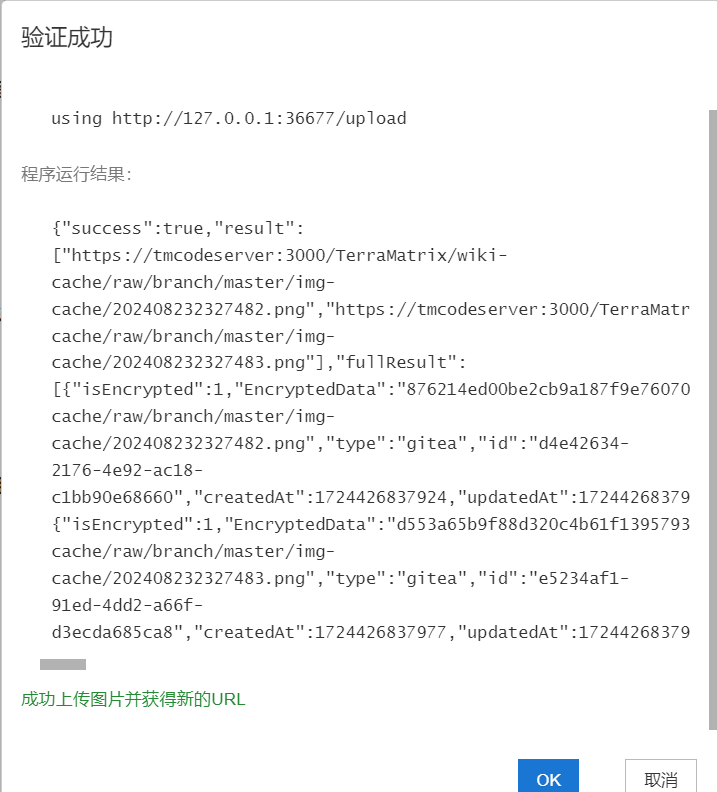 验证成功
using http://127.0.0.1:36677/upload
程序运行结果:
{"success":true,"result":
["https://tmcodeserver:3000/TerraMatrix/wiki-
cache/raw/branch/master/img-
cache/202408232327482.png","https://tmcodeserver:3000/TerraMatr
cache/raw/branch/master/img-
cache/202408232327483.png"],"fullResult":
[{"isEncrypted":1,"EncryptedData":"876214ed00be2cb9a187f9e76070
cache/raw/branch/master/img-
cache/202408232327482.png","type":"gitea","id":"d4e42634-
2176-4e92-ac18-
c1bb90e68660","createdAt":1724426837924,"updatedAt":17244268379
{"isEncrypted":1,"EncryptedData":"d553a65b9f88d320c4b61f1395793
cache/raw/branch/master/img-
cache/202408232327483.png","type":"gitea","id":"e5234af1-
91ed-4dd2-a66f-
d3ecda685ca8","createdAt":1724426837977,"updatedAt":17244268379
成功上传图片并获得新的URL
OK
取消